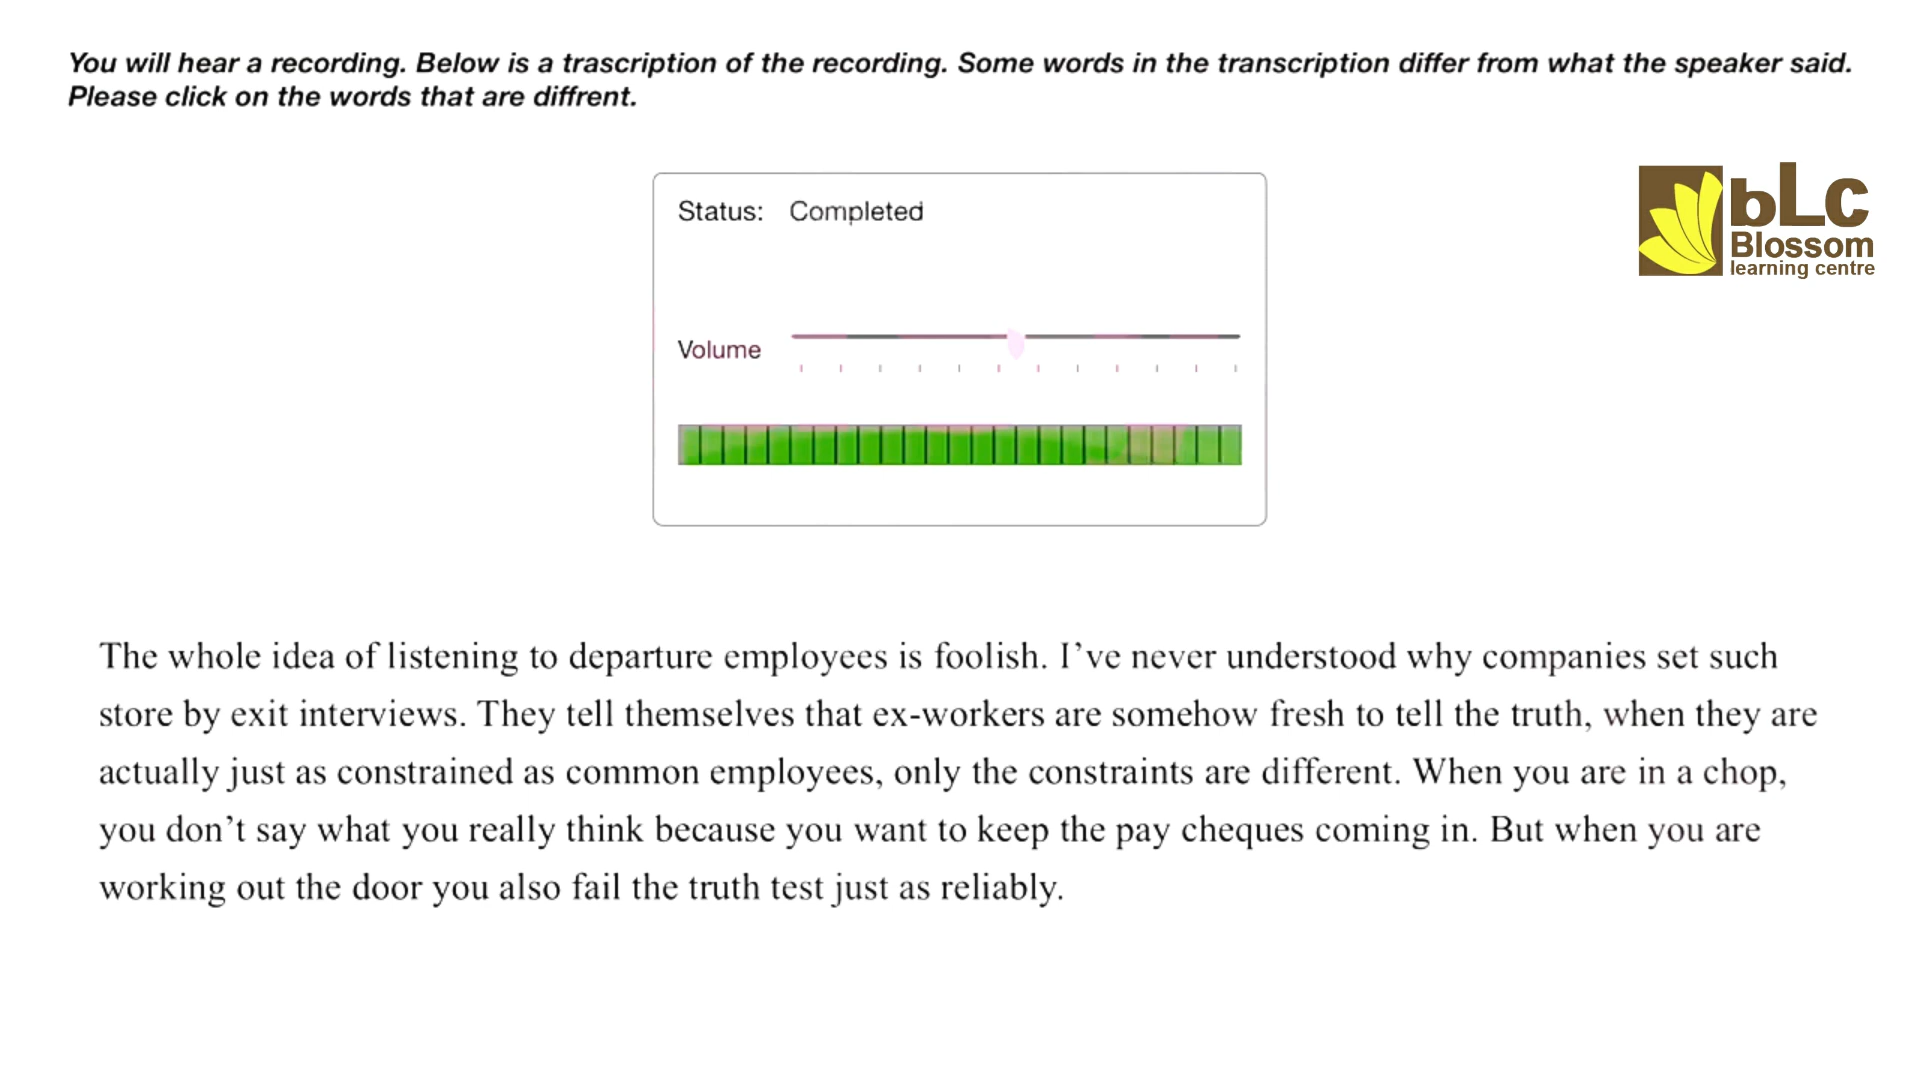 You will hear a recording. Below is a trascription of the recording. Some words in the transcription differ from what the speaker said.
Please click on the words that are diffrent.
bLc
Blossom
learning centre
Status: Completed
Volume
The whole idea of listening to departure employees is foolish. I've never understood why companies set such
store by exit interviews. They tell themselves that ex-workers are somehow fresh to tell the truth, when they are
actually just as constrained as common employees, only the constraints are different. When you are in a chop,
you don't say what you really think because you want to keep the pay cheques coming in. But when you are
working out the door you also fail the truth test just as reliably.